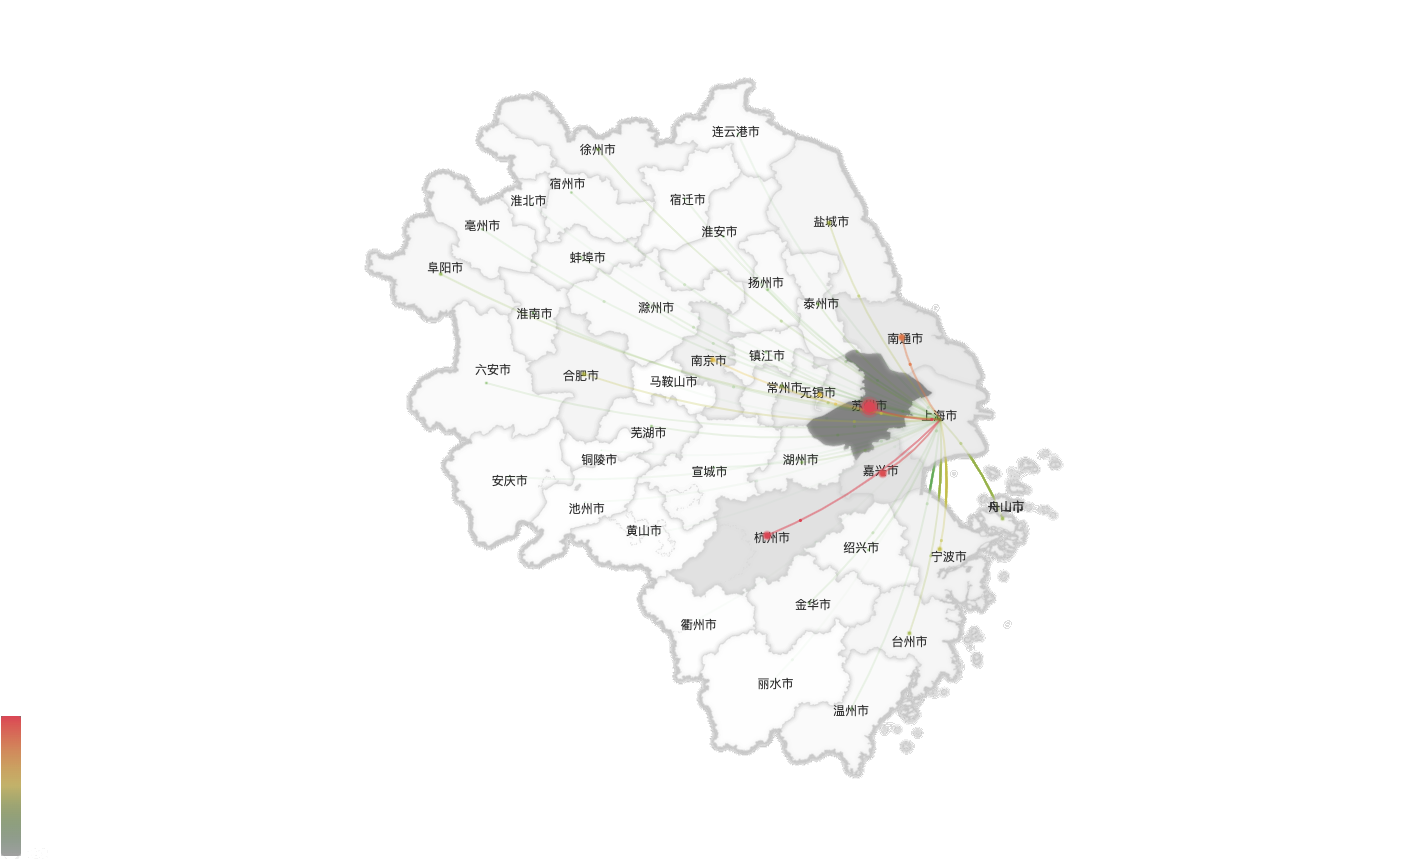 连云港市
徐州市
宿州市
淮北市
宿迁市
亳州市
盐城市
淮安市
蚌埠市
阜阳市
扬州市
泰州市
滁州市
淮南市
南通市
镇江市
南京市
六安市
合肥市
马鞍山市
常州市
无锡市
苏州市
上海市
芜湖市
铜陵市
湖州市
嘉兴市
宣城市
安庆市
池州市
舟山市
黄山市
杭州市
绍兴市
宁波市
金华市
衢州市
台州市
丽水市
温州市